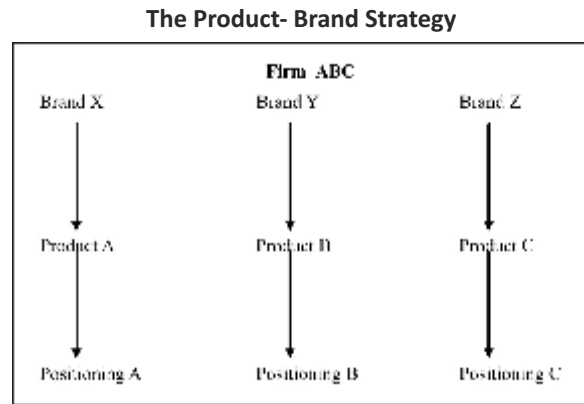 The Product- Brand Strategy
Firm ABC
Brand X Brand Y Brand Z
Product A Product B Product C
Positioning A Positioning B Positioning C